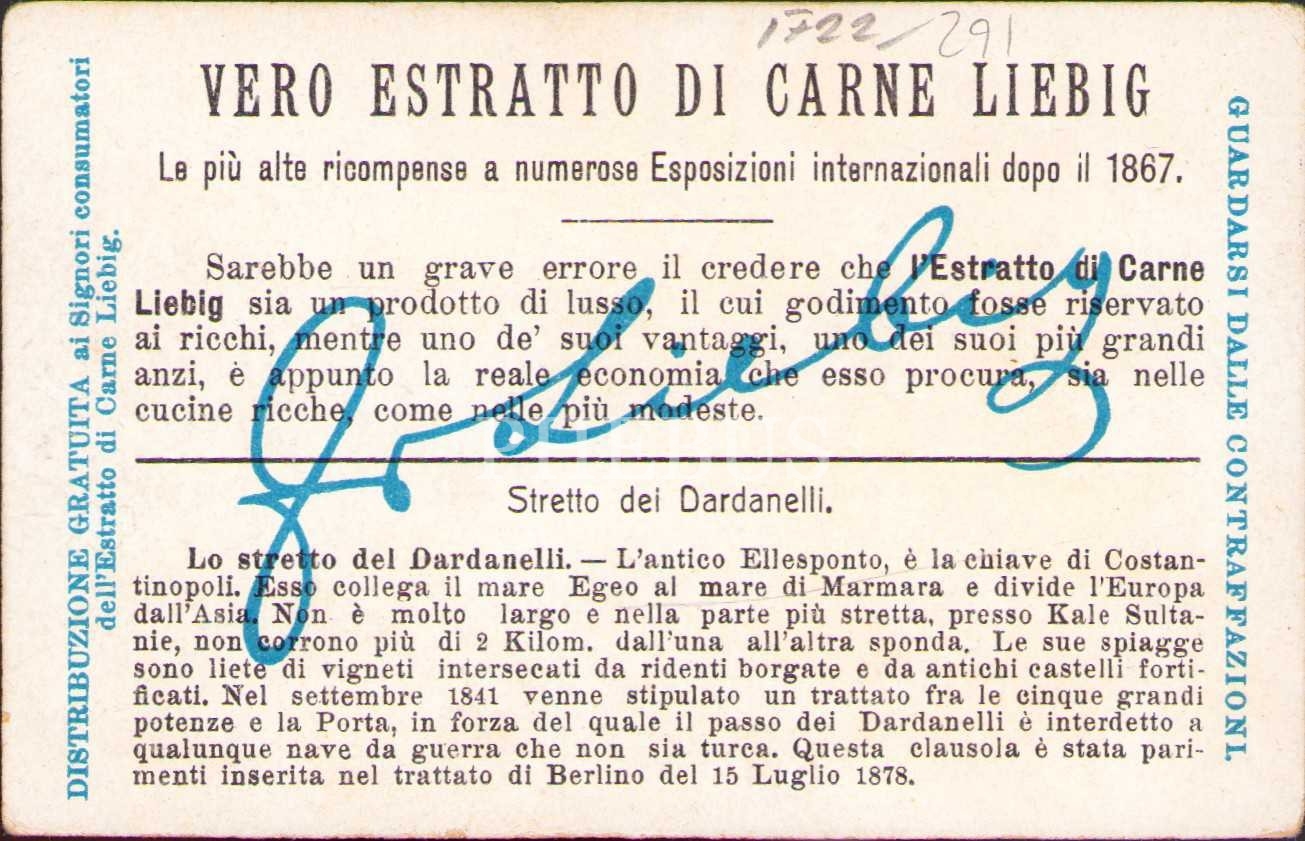 1722/291
VERO ESTRATTO DI CARNE LIEBIG
Le più alte ricompense a numerose Esposizioni internazionali dopo il 1867.
Sarebbe un grave errore il credere che l'Estratto di Carne
Liebig sia un prodotto di lusso, il cui godimento fosse riservato
ai ricchi, mentre uno de' suoi vantaggi, uno dei suoi più grandi
anzi, è appunto la reale economia che esso procura, sia nelle
cucine ricche, come nelle più modeste.
Stretto dei Dardanelli.
Lo stretto dei Dardanelli. — L'antico Ellesponto, è la chiave di Costan-
tinopoli. Esso collega il mare Egeo al mare di Marmara e divide l'Europa
dall'Asia. Non è molto largo e nella parte più stretta, presso Kale Sulta-
nie, non corrono più di 2 Kilom. dall'una all'altra sponda. Le sue spiagge
sono liete di vigneti intersecati da ridenti borgate e da antichi castelli forti-
ficati. Nel settembre 1841 venne stipulato un trattato fra le cinque grandi
potenze e la Porta, in forza del quale il passo dei Dardanelli è interdetto a
qualunque nave da guerra che non sia turca. Questa clausola è stata pari-
menti inserita nel trattato di Berlino del 15 Luglio 1878.
DISTRIBUZIONE GRATUITA ai Signori consumatori
dell'Estratto di Carne Liebig.
GUARDARSI DALLE CONTRAFFAZIONI.